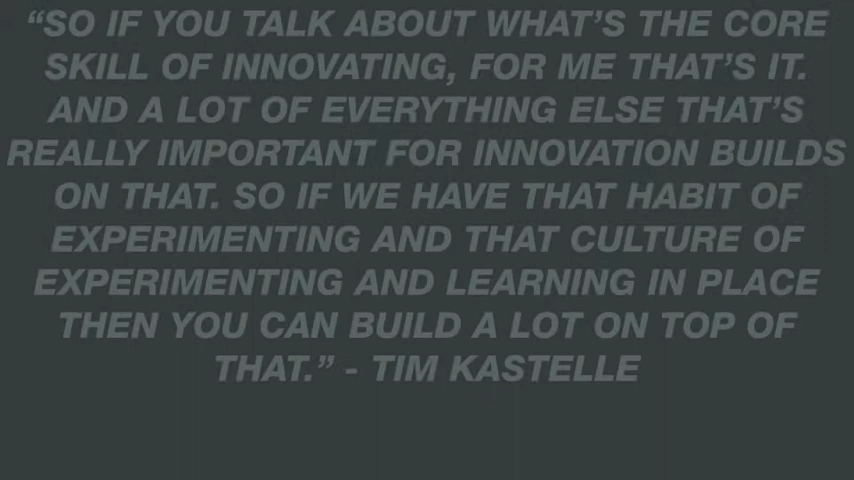 “SO IF YOU TALK ABOUT WHAT’S THE CORE
SKILL OF INNOVATING, FOR ME THAT’S IT.
AND A LOT OF EVERYTHING ELSE THAT’S
REALLY IMPORTANT FOR INNOVATION BUILDS
ON THAT. SO IF WE HAVE THAT HABIT OF
EXPERIMENTING AND THAT CULTURE OF
EXPERIMENTING AND LEARNING IN PLACE
THEN YOU CAN BUILD A LOT ON TOP OF
THAT.” - TIM KASTELLE